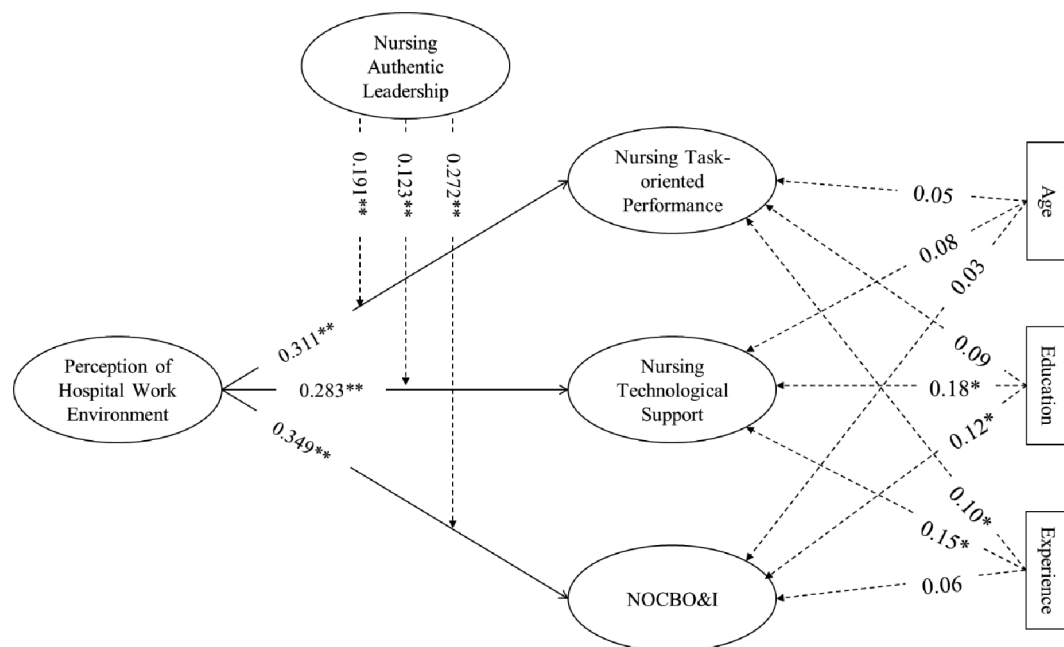 Nursing
Authentic
Leadership
0.191**
0.123**
0.272**
Nursing Task-
oriented
Performance
0.05
Age
0.08
0.03
0.311**
Perception of
Hospital Work
Environment
0.283**
Nursing
Technological
Support
0.09
0.18*
Education
0.12*
0.349**
0.10*
0.15*
Experience
NOCBO&I
0.06